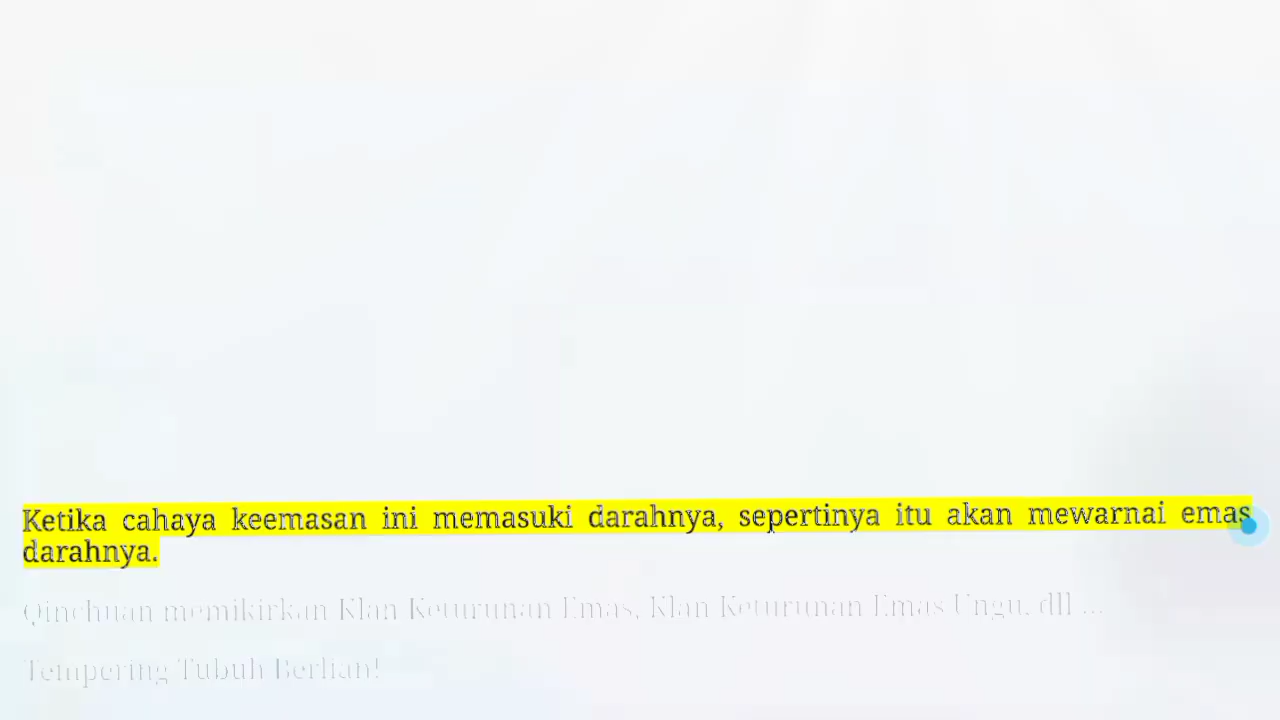 Ketika cahaya keemasan ini memasuki darahnya, sepertinya itu akan mewarnai emas
darahnya.
Qinchuan memikirkan Klan Keturunan Emas, Klan Keturunan Emas Ungu, dll ...
Tempering Tubuh Berlian!